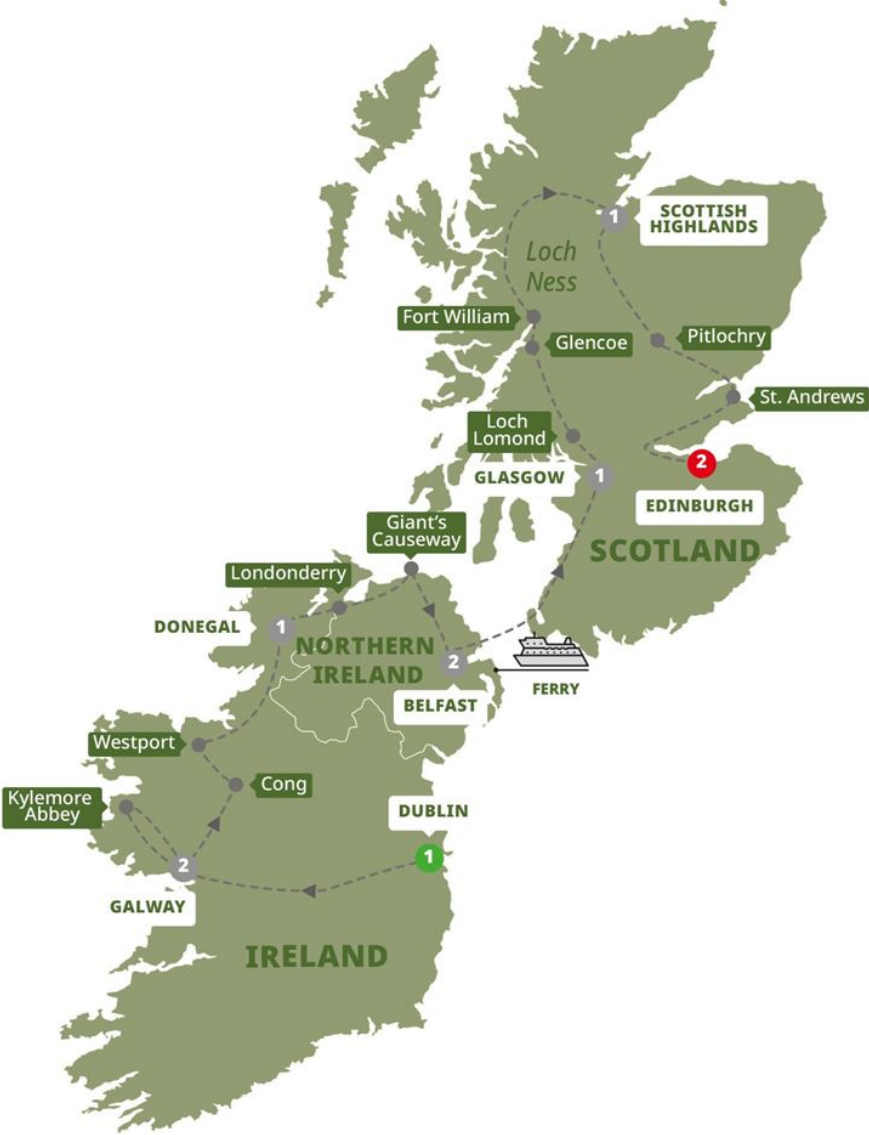 1
SCOTTISH
HIGHLANDS
Loch
Ness
Fort William
Glencoe
Pitlochry
St. Andrews
Loch
Lomond
GLASGOW
1
2
EDINBURGH
SCOTLAND
Giant’s
Causeway
Londonderry
DONEGAL
1
NORTHERN
IRELAND
2
BELFAST
FERRY
Westport
Cong
Kylemore
Abbey
DUBLIN
1
2
GALWAY
IRELAND